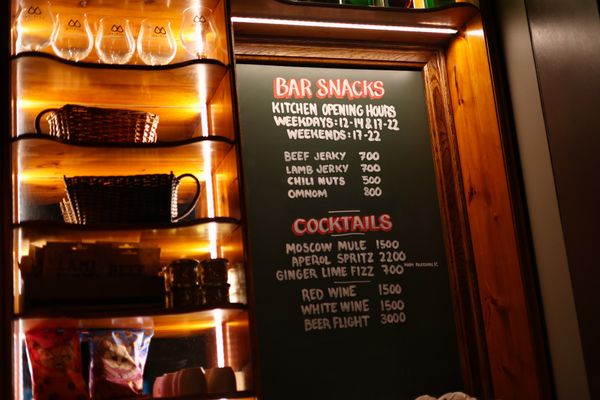 BAR SNACKS
KITCHEN OPENING HOURS
WEEKDAYS: 12-14 & 17-22
WEEKENDS: 17-22
BEEF JERKY 700
LAMB JERKY 700
CHILI NUTS 500
OMNOM 800
COCKTAILS
MOSCOW MULE 1500
APEROL SPRITZ 2200
GINGER LIME FIZZ 700
RED WINE 1500
WHITE WINE 1500
BEER FLIGHT 3000
LAMB
BEEF